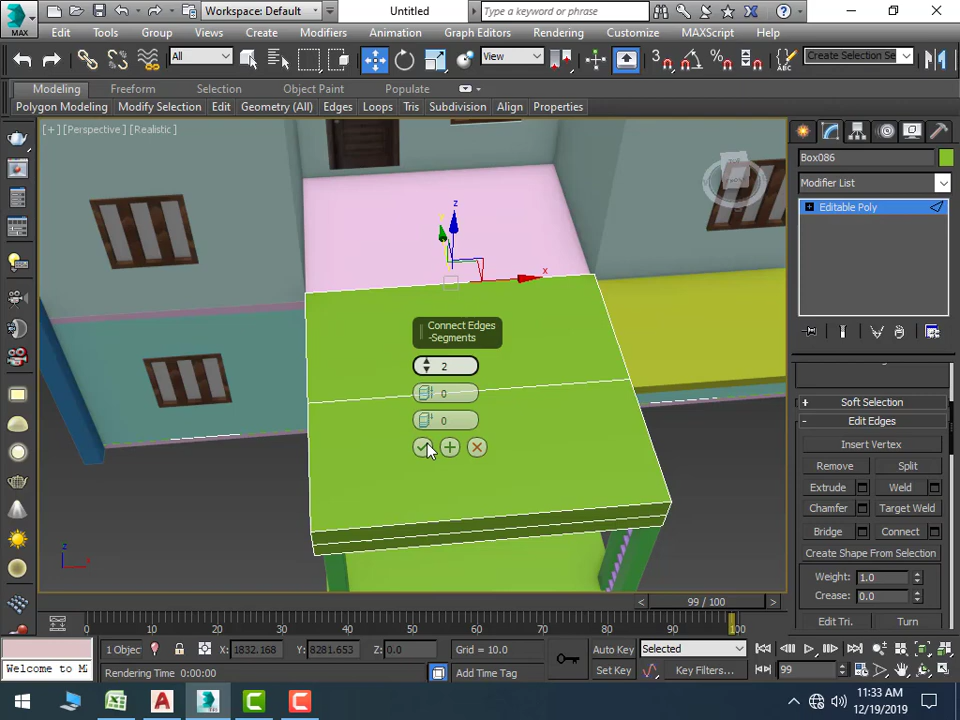 Workspace: Default
Untitled
Type a keyword or phrase
MAX
Edit
Tools
Group
Views
Create
Modifiers
Animation
Graph Editors
Rendering
Customize
MAXScript
Help
All
View
3
Create Selection Se
Modeling
Freeform
Selection
Object Paint
Populate
Polygon Modeling
Modify Selection
Edit
Geometry (All)
Edges
Loops
Tris
Subdivision
Align
Properties
[+] [Perspective] [Realistic]
Box086
Modifier List
Editable Poly
z
x
Connect Edges
-Segments
2
0
0
+ Soft Selection
- Edit Edges
Insert Vertex
Remove
Split
Extrude
Weld
Chamfer
Target Weld
Bridge
Connect
Create Shape From Selection
Weight: 1.0
Crease: 0.0
Edit Tri.
Turn
z
x
< 99 / 100 >
0 10 20 30 40 50 60 70 80 90 100
1 Objec
X: 1832.168
Y: 8281.653
Z: 0.0
Grid = 10.0
Auto Key
Selected
Welcome to M
Rendering Time 0:00:00
Add Time Tag
Set Key
Key Filters...
99
11:33 AM
12/19/2019